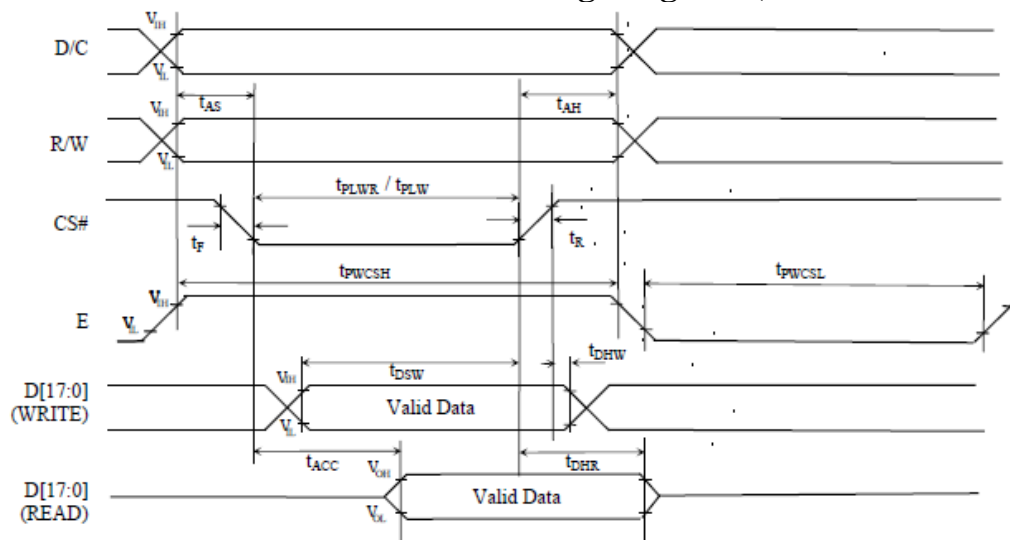 D/C
VIH
VIL
tAS
tAH
R/W
VIH
VIL
tPLWR / tPLW
CS#
tF
tR
tPWCSH
tPWCSL
E
VIH
VIL
tDSW
tDHW
D[17:0]
(WRITE)
VIH
VIL
Valid Data
tACC
tDHR
D[17:0]
(READ)
VOH
VOL
Valid Data